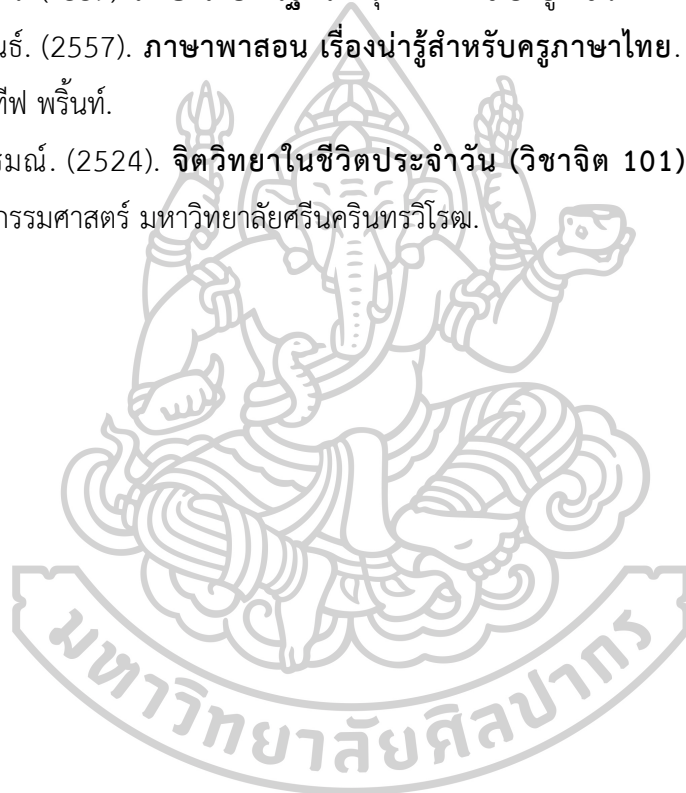 นธ์. (2557). ภาษาพาสอน เรื่องน่ารู้สำหรับครูภาษาไทย.
ทีฟ พริ้นท์.
รมณ์. (2524). จิตวิทยาในชีวิตประจำวัน (วิชาจิต 101)
กรรมศาสตร์ มหาวิทยาลัยศรีนครินทรวิโรฒ.
มหาวิทยาลัยศิลปากร